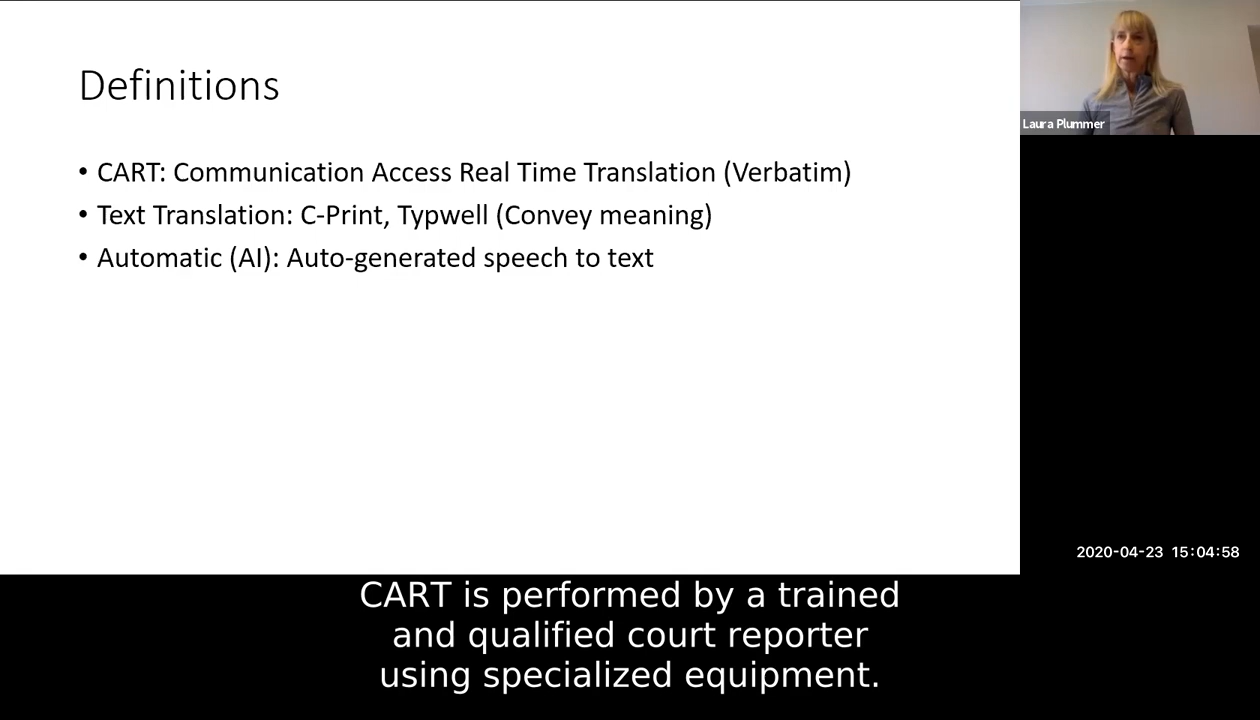 Definitions
• CART: Communication Access Real Time Translation (Verbatim)
• Text Translation: C-Print, Typwell (Convey meaning)
• Automatic (AI): Auto-generated speech to text
Laura Plummer
2020-04-23 15:04:58
CART is performed by a trained
and qualified court reporter
using specialized equipment.